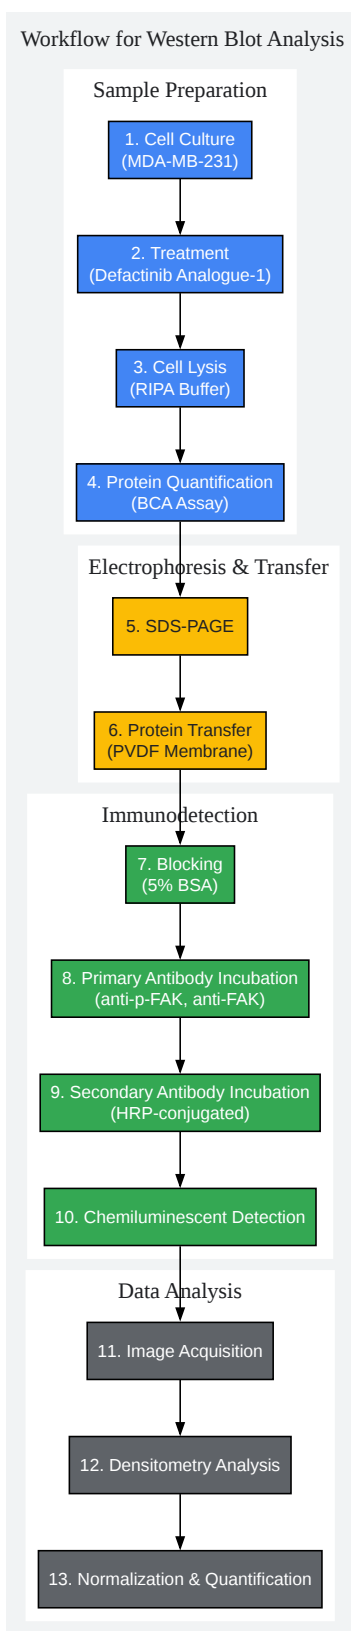 Workflow for Western Blot Analysis
Sample Preparation
1. Cell Culture
(MDA-MB-231)
2. Treatment
(Defactinib Analogue-1)
3. Cell Lysis
(RIPA Buffer)
4. Protein Quantification
(BCA Assay)
Electrophoresis & Transfer
5. SDS-PAGE
6. Protein Transfer
(PVDF Membrane)
Immunodetection
7. Blocking
(5% BSA)
8. Primary Antibody Incubation
(anti-p-FAK, anti-FAK)
9. Secondary Antibody Incubation
(HRP-conjugated)
10. Chemiluminescent Detection
Data Analysis
11. Image Acquisition
12. Densitometry Analysis
13. Normalization & Quantification